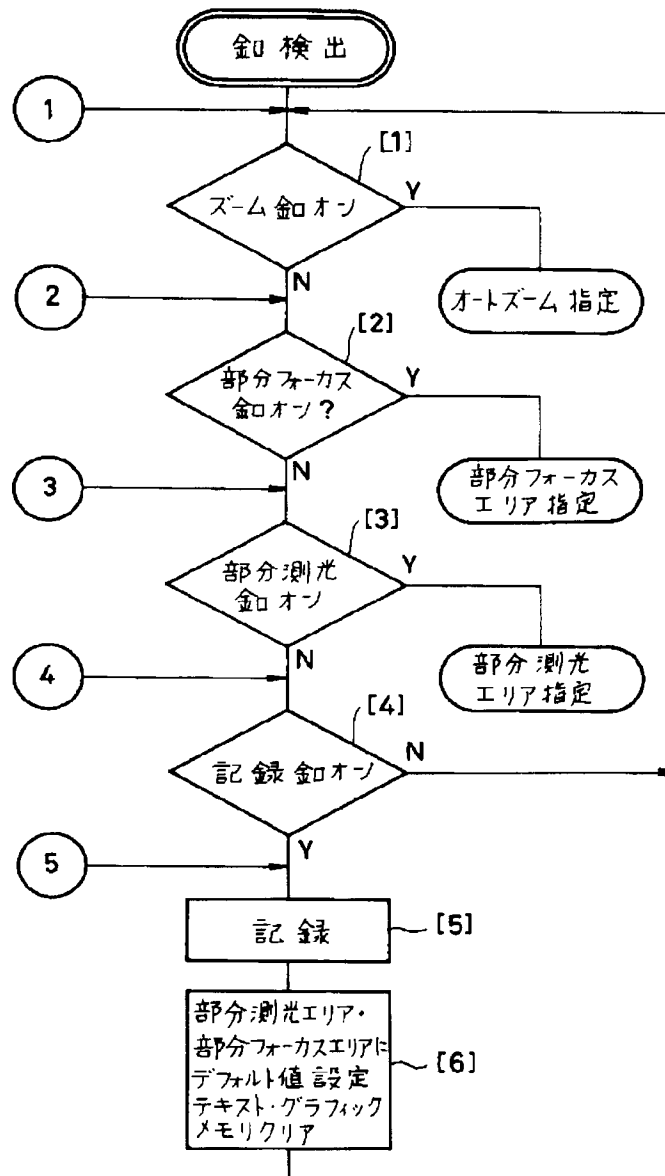 釦検出
1
[1]
ズーム釦オン
Y
N
オートズーム指定
2
[2]
部分フォーカス
釦オン?
Y
N
部分フォーカス
エリア指定
3
[3]
部分測光
釦オン
Y
N
部分測光
エリア指定
4
[4]
記録釦オン
N
Y
5
記録
[5]
部分測光エリア・
部分フォーカスエリアに
デフォルト値設定
テキスト・グラフィック
メモリクリア
[6]